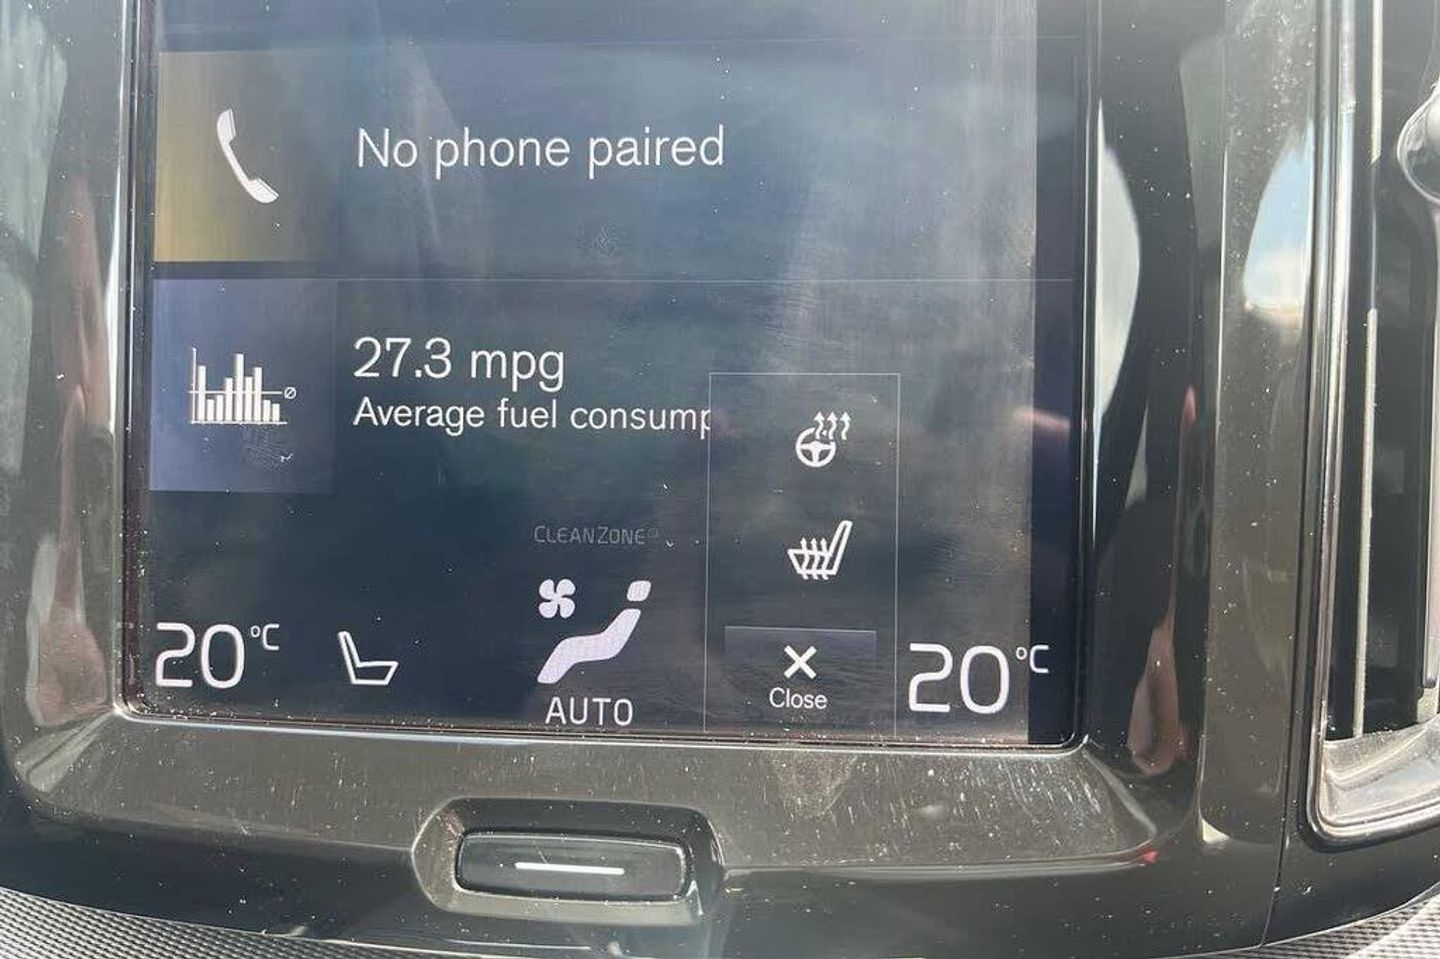 No phone paired
27.3 mpg
Average fuel consump
CLEANZONE
20°C
AUTO
Close
20°C